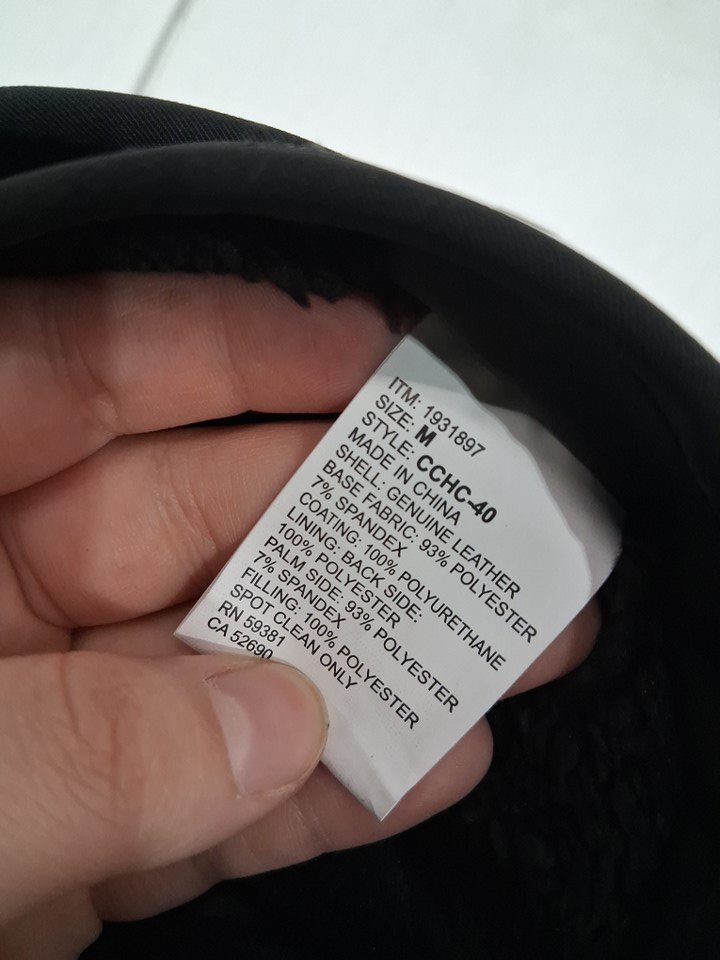 ITM: 1931897
SIZE: M
STYLE: CCHC-40
MADE IN CHINA
SHELL: GENUINE LEATHER
BASE FABRIC: 93% POLYESTER
7% SPANDEX
COATING: 100% POLYURETHANE
LINING: BACK SIDE:
100% POLYESTER
PALM SIDE: 93% POLYESTER
7% SPANDEX
FILLING: 100% POLYESTER
SPOT CLEAN ONLY
RN 59381
CA 52690